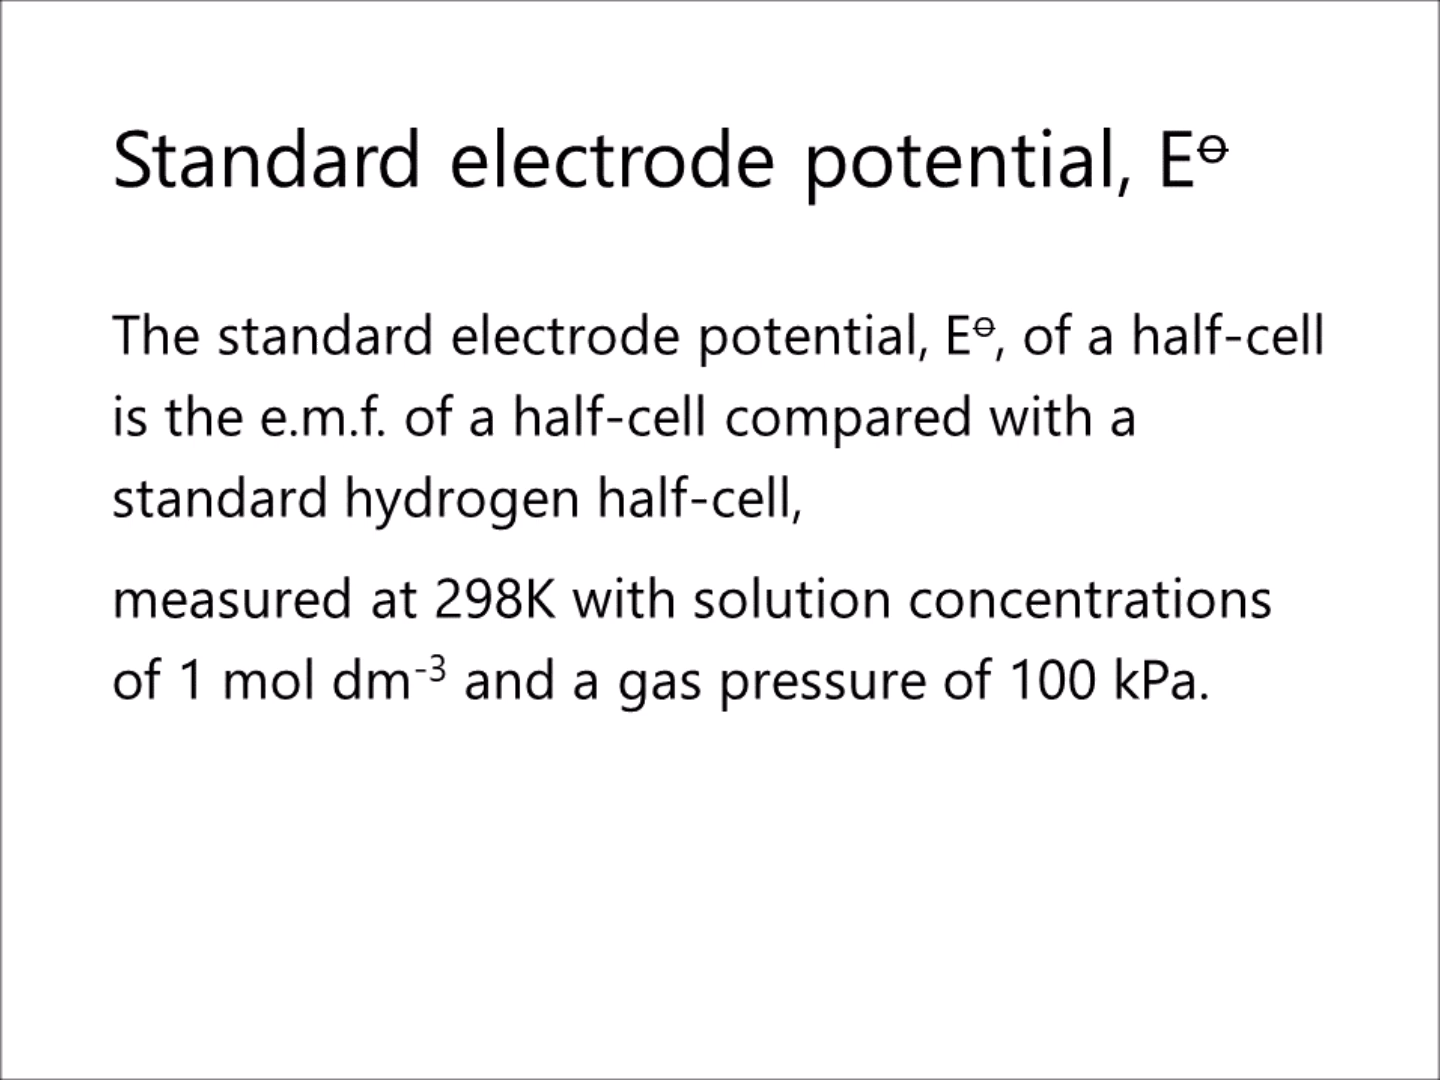 Standard electrode potential, E⦵
The standard electrode potential, E⦵, of a half-cell
is the e.m.f. of a half-cell compared with a
standard hydrogen half-cell,
measured at 298K with solution concentrations
of 1 mol dm⁻³ and a gas pressure of 100 kPa.